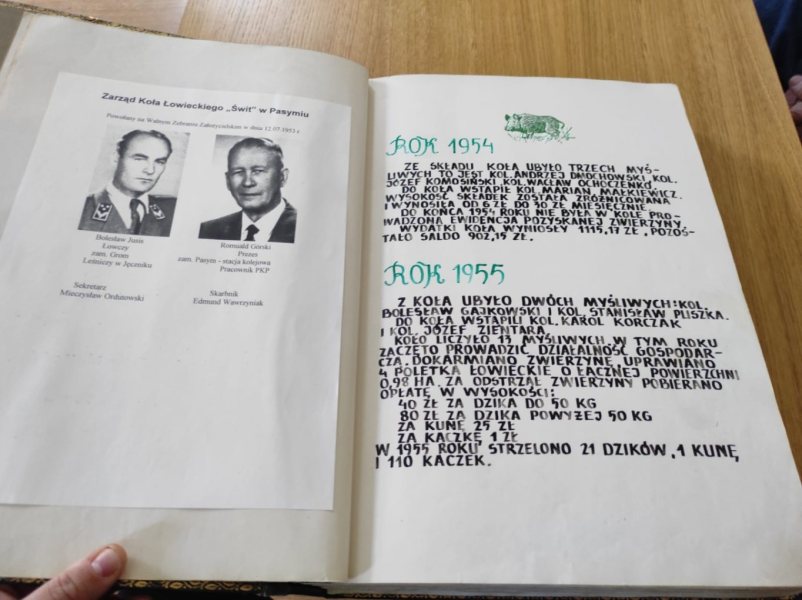 Zarząd Koła Łowieckiego „Świt" w Pasymiu
Powołany na Walnym Zebraniu Założycielskim w dniu 12.07.1953 r.
Bolesław Jusis
Łowczy
zam. Grom
Leśniczy w Jęczniku
Romuald Górski
Prezes
zam. Pasym - stacja kolejowa
Pracownik PKP
Sekretarz
Mieczysław Ordutowski
Skarbnik
Edmund Wawrzyniak
ROK 1954
ZE SKŁADU KOŁA UBYŁO TRZECH MYŚ-
LIWYCH TO JEST KOL. ANDRZEJ DMOCHOWSKI, KOL.
JÓZEF KOMOSIŃSKI, KOL. WACŁAW OCHOCZENKO.
DO KOŁA WSTĄPIŁ KOL. MARIAN MAŁKIEWICZ.
WYSOKOŚĆ SKŁADEK ZOSTAŁA ZRÓŻNICOWANA
I WYNOSIŁA OD 6 ZŁ DO 30 ZŁ MIESIĘCZNIE.
DO KOŃCA 1954 ROKU NIE BYŁA W KOLE PRO-
WADZONA EWIDENCJA POZYSKANEJ ZWIERZYNY.
WYDATKI KOŁA WYNIOSŁY 1115,17 ZŁ, POZOS-
TAŁO SALDO 902,15 ZŁ.
ROK 1955
Z KOŁA UBYŁO DWÓCH MYŚLIWYCH: KOL.
BOLESŁAW GAJKOWSKI I KOL. STANISŁAW PLISZKA.
DO KOŁA WSTĄPILI KOL. KAROL KORCZAK
I KOL. JÓZEF ZIENTARA.
KOŁO LICZYŁO 13 MYŚLIWYCH. W TYM ROKU
ZACZĘTO PROWADZIĆ DZIAŁALNOŚĆ GOSPODAR-
CZĄ. DOKARMIANO ZWIERZYNĘ, UPRAWIANO
4 POLETKA ŁOWIECKIE O ŁĄCZNEJ POWIERZCHNI
0,98 HA. ZA ODSTRZAŁ ZWIERZYNY POBIERANO
OPŁATĘ W WYSOKOŚCI:
40 ZŁ ZA DZIKA DO 50 KG
80 ZŁ ZA DZIKA POWYŻEJ 50 KG
ZA KUNĘ 25 ZŁ
ZA KACZKĘ 1 ZŁ
W 1955 ROKU STRZELONO 21 DZIKÓW, 1 KUNĘ
I 110 KACZEK.